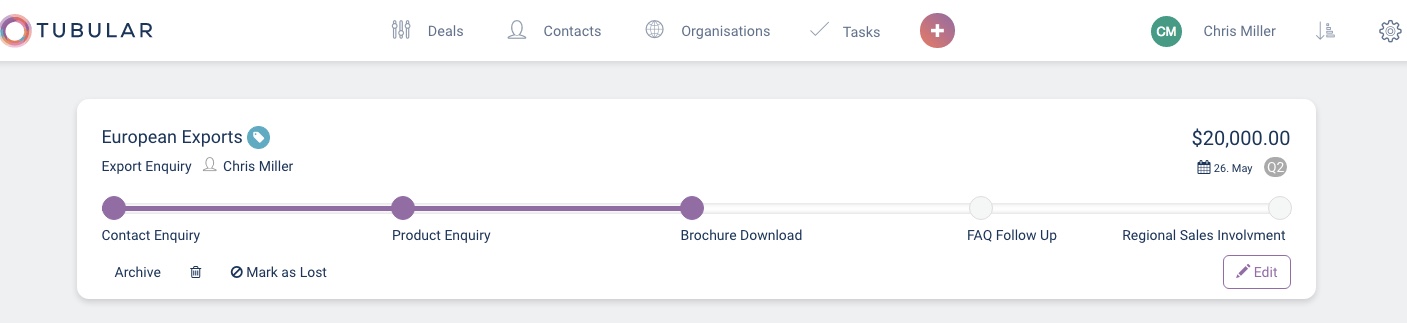 TUBULAR Deals Contacts Organisations Tasks CM Chris Miller
European Exports $20,000.00
Export Enquiry Chris Miller 26. May Q2
Contact Enquiry Product Enquiry Brochure Download FAQ Follow Up Regional Sales Involvment
Archive Mark as Lost Edit